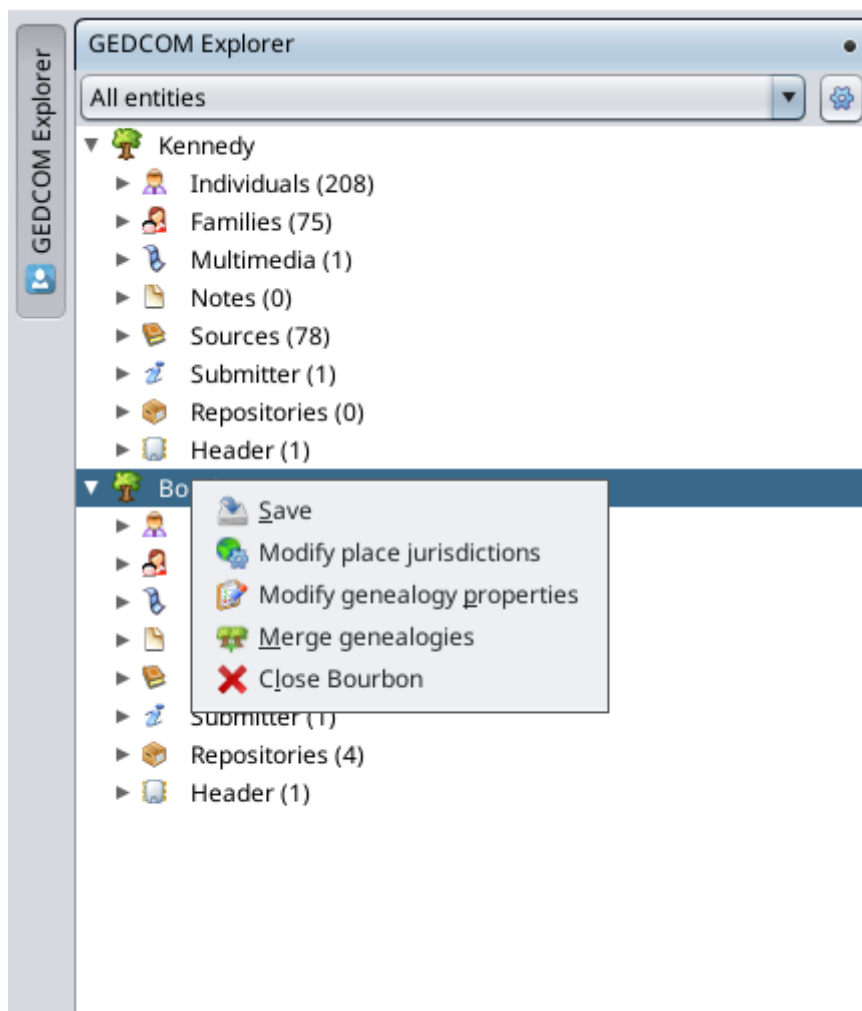 GEDCOM Explorer
GEDCOM Explorer
All entities
Kennedy
Individuals (208)
Families (75)
Multimedia (1)
Notes (0)
Sources (78)
Submitter (1)
Repositories (0)
Header (1)
Save
Modify place jurisdictions
Modify genealogy properties
Merge genealogies
Close Bourbon
Submitter (1)
Repositories (4)
Header (1)